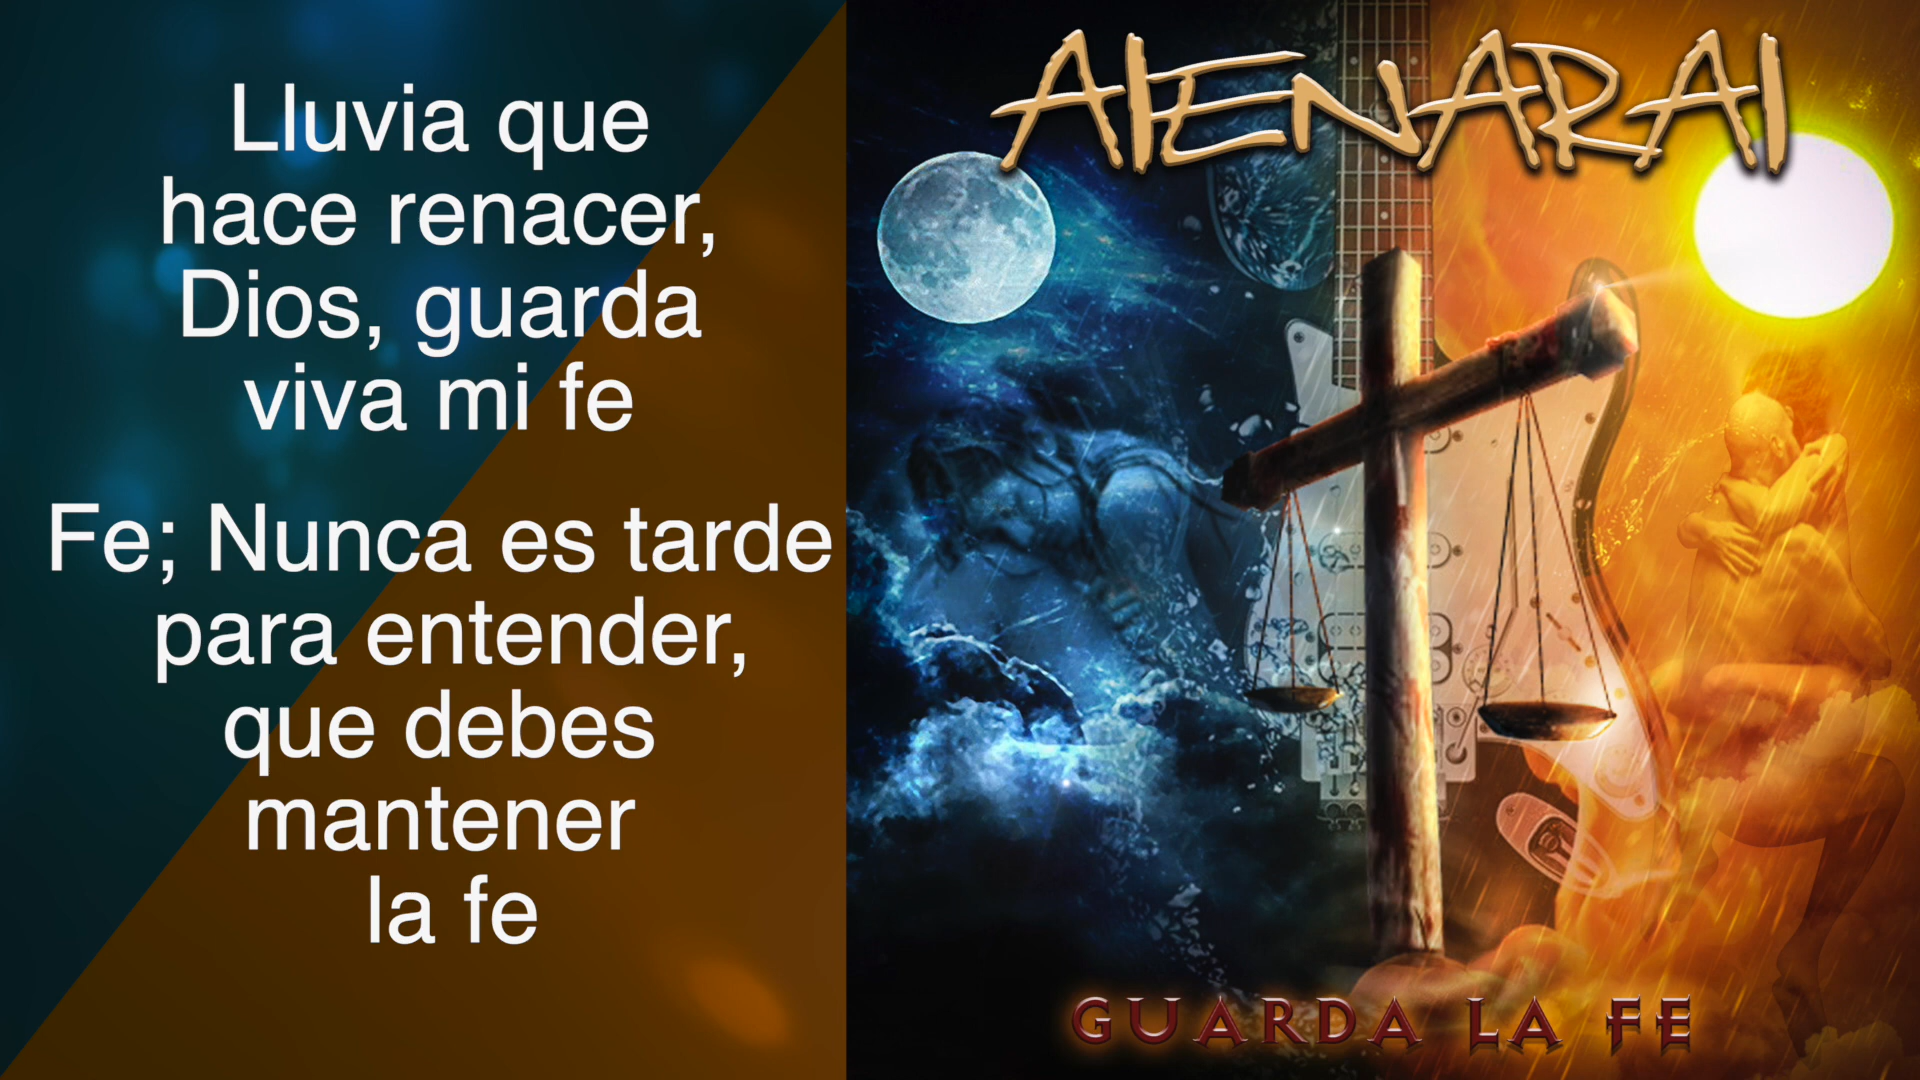 Lluvia que
hace renacer,
Dios, guarda
viva mi fe
Fe; Nunca es tarde
para entender,
que debes
mantener
la fe
AIENARAI
GUARDA LA FE